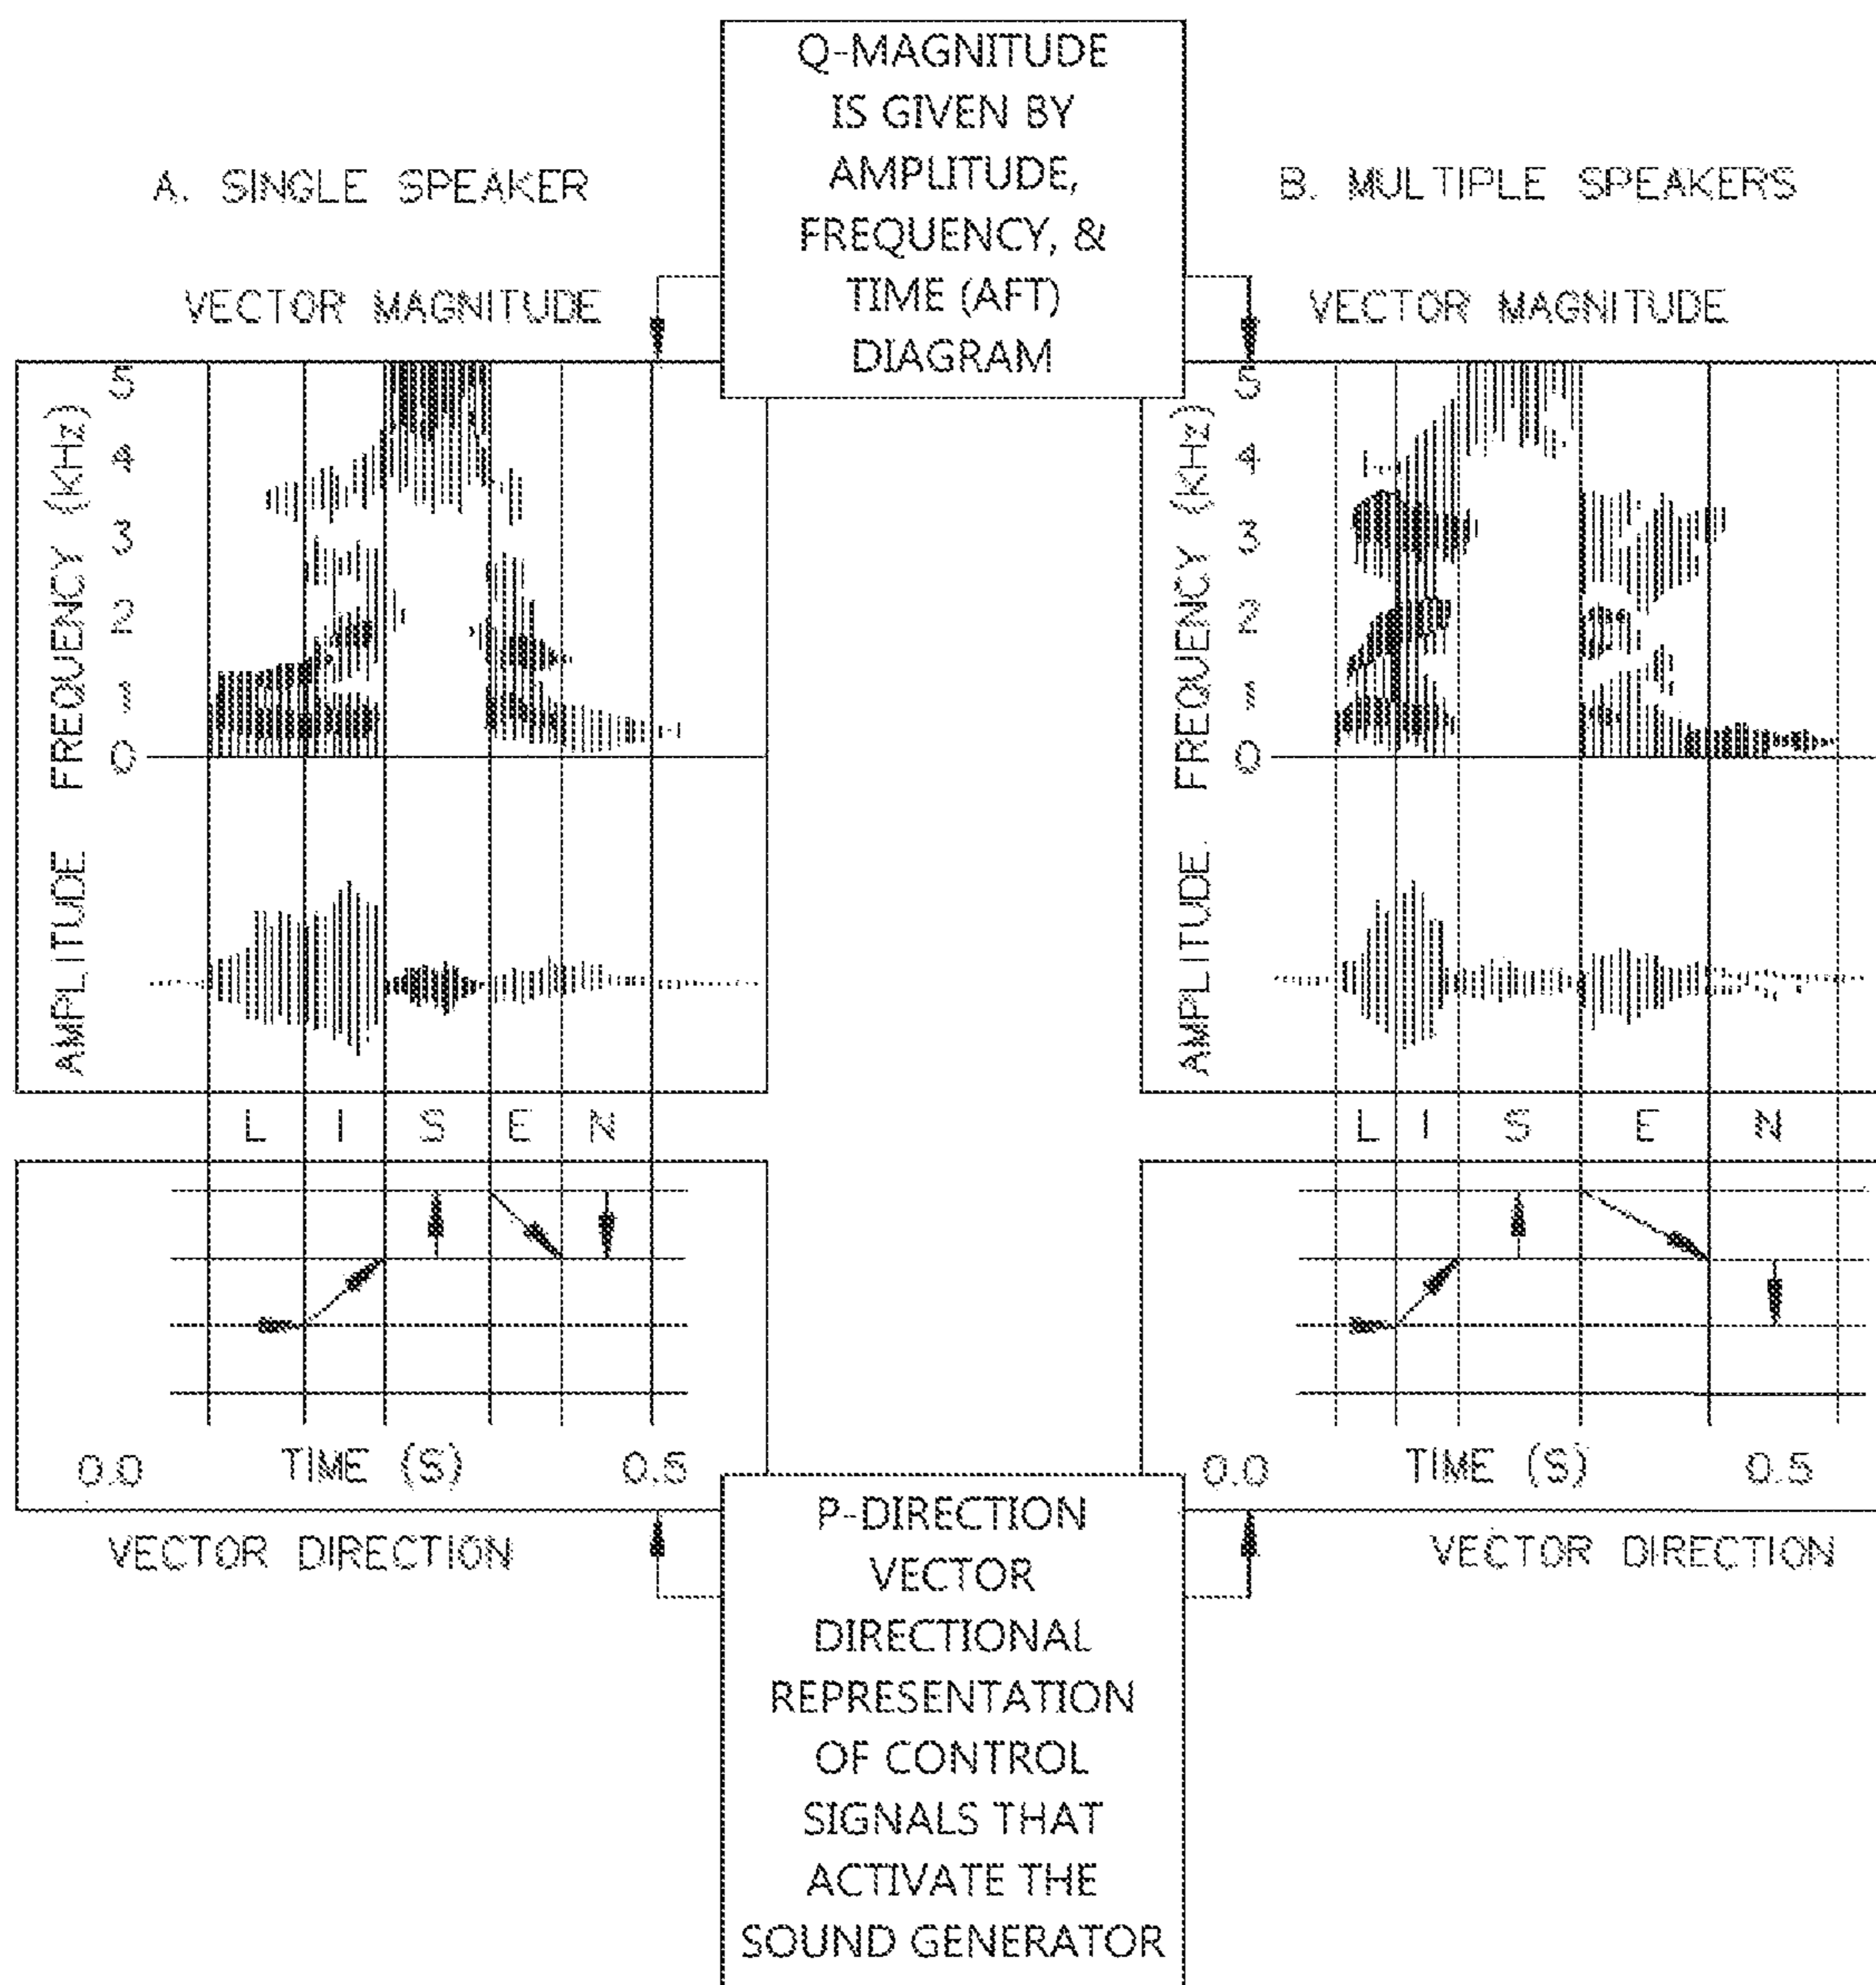 Q-MAGNITUDE
IS GIVEN BY
AMPLITUDE,
FREQUENCY, &
TIME (AFT)
DIAGRAM
A. SINGLE SPEAKER
VECTOR MAGNITUDE
FREQUENCY (KHz)
5
4
3
2
1
0
AMPLITUDE
L I S E N
0.0 TIME (S) 0.5
VECTOR DIRECTION
B. MULTIPLE SPEAKERS
VECTOR MAGNITUDE
FREQUENCY (KHz)
5
4
3
2
1
0
AMPLITUDE.
L I S E N
0.0 TIME (S) 0.5
VECTOR DIRECTION
P-DIRECTION
VECTOR
DIRECTIONAL
REPRESENTATION
OF CONTROL
SIGNALS THAT
ACTIVATE THE
SOUND GENERATOR